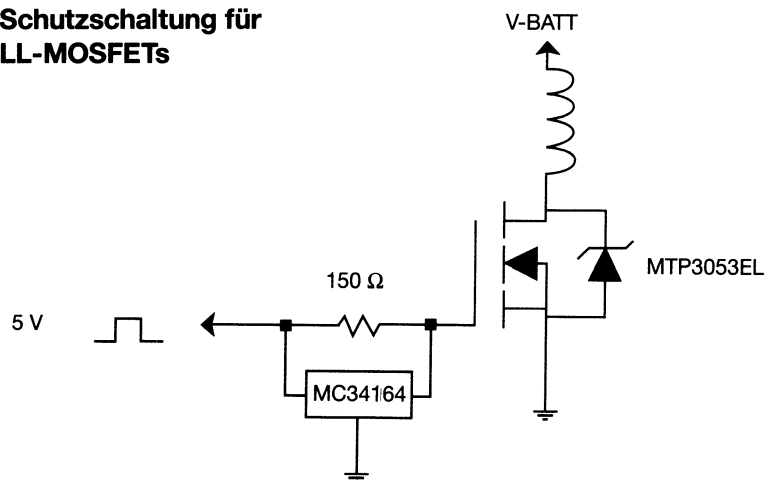 Schutzschaltung für
LL-MOSFETs
V-BATT
MTP3053EL
150 Ω
5 V
MC34164